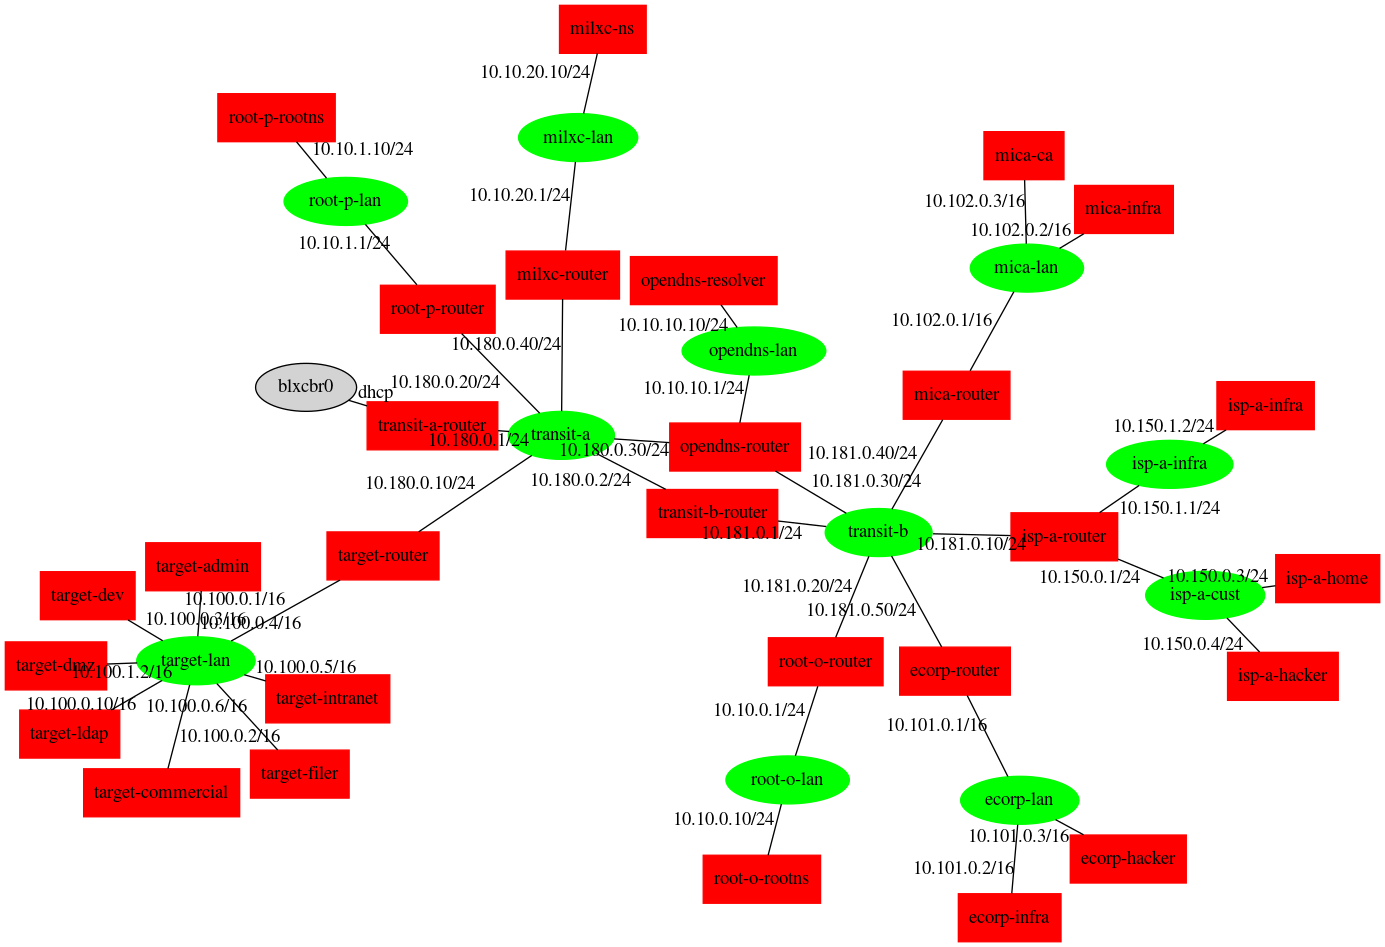 milxc-ns
10.10.20.10/24
root-p-rootns
milxc-lan
10.10.1.10/24
mica-ca
10.10.20.1/24
root-p-lan
10.102.0.3/16
mica-infra
10.10.1.1/24
10.102.0.2/16
milxc-router
opendns-resolver
mica-lan
root-p-router
10.10.10.10/24
10.102.0.1/16
10.180.0.40/24
opendns-lan
blxcbr0
dhcp
10.180.0.20/24
10.10.10.1/24
mica-router
isp-a-infra
transit-a-router
10.180.0.1/24
transit-a
10.180.0.30/24
opendns-router
10.181.0.40/24
10.150.1.2/24
isp-a-infra
10.180.0.10/24
10.180.0.2/24
10.181.0.30/24
transit-b-router
10.181.0.1/24
transit-b
10.150.1.1/24
10.181.0.10/24
isp-a-router
target-router
target-admin
10.150.0.1/24
10.150.0.3/24
isp-a-home
target-dev
10.100.0.1/16
10.181.0.20/24
isp-a-cust
10.100.0.3/16
10.100.0.4/16
10.181.0.50/24
10.150.0.4/24
target-dmz
10.100.1.2/16
target-lan
10.100.0.5/16
root-o-router
ecorp-router
isp-a-hacker
10.100.0.10/16
10.100.0.6/16
target-intranet
10.10.0.1/24
10.101.0.1/16
target-ldap
10.100.0.2/16
target-commercial
target-filer
root-o-lan
ecorp-lan
10.10.0.10/24
10.101.0.3/16
root-o-rootns
10.101.0.2/16
ecorp-hacker
ecorp-infra